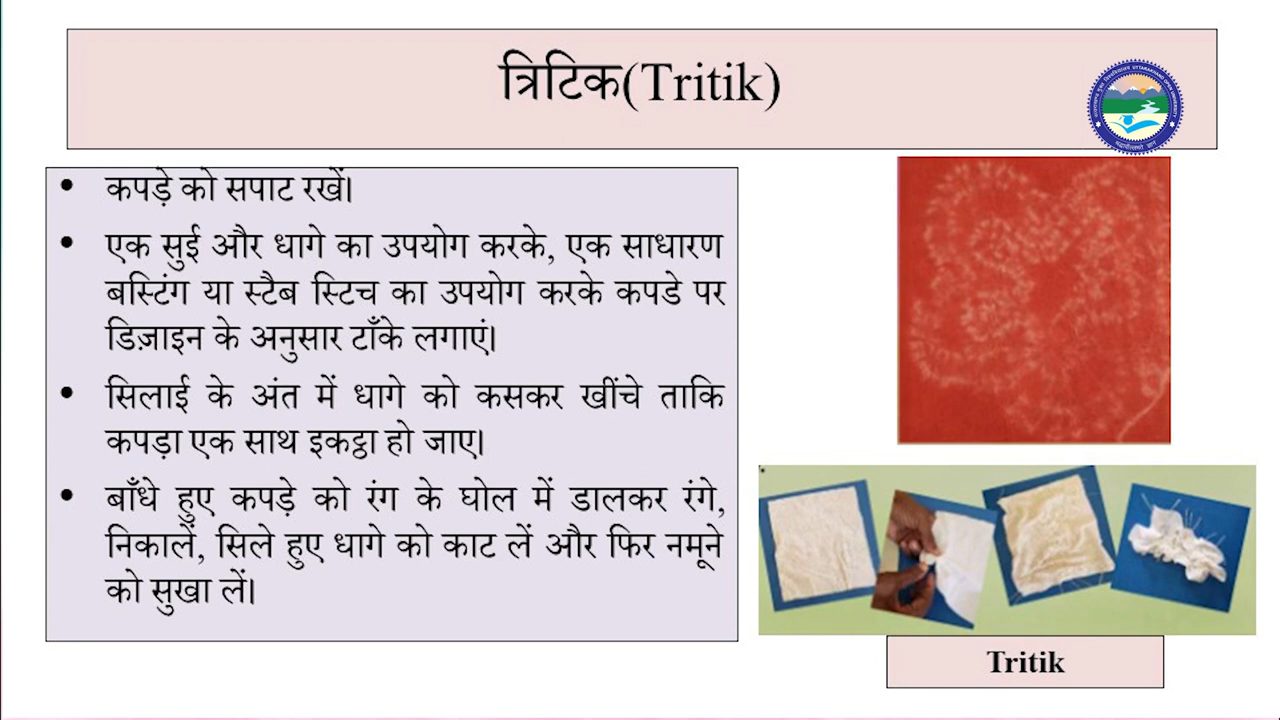 त्रिटिक(Tritik)
• कपड़े को सपाट रखें।
• एक सुई और धागे का उपयोग करके, एक साधारण
बस्टिंग या स्टैब स्टिच का उपयोग करके कपडे पर
डिज़ाइन के अनुसार टाँके लगाएं।
• सिलाई के अंत में धागे को कसकर खींचे ताकि
कपड़ा एक साथ इकट्ठा हो जाए।
• बाँधे हुए कपड़े को रंग के घोल में डालकर रंगे,
निकालें, सिले हुए धागे को काट लें और फिर नमूने
को सुखा लें।
Tritik